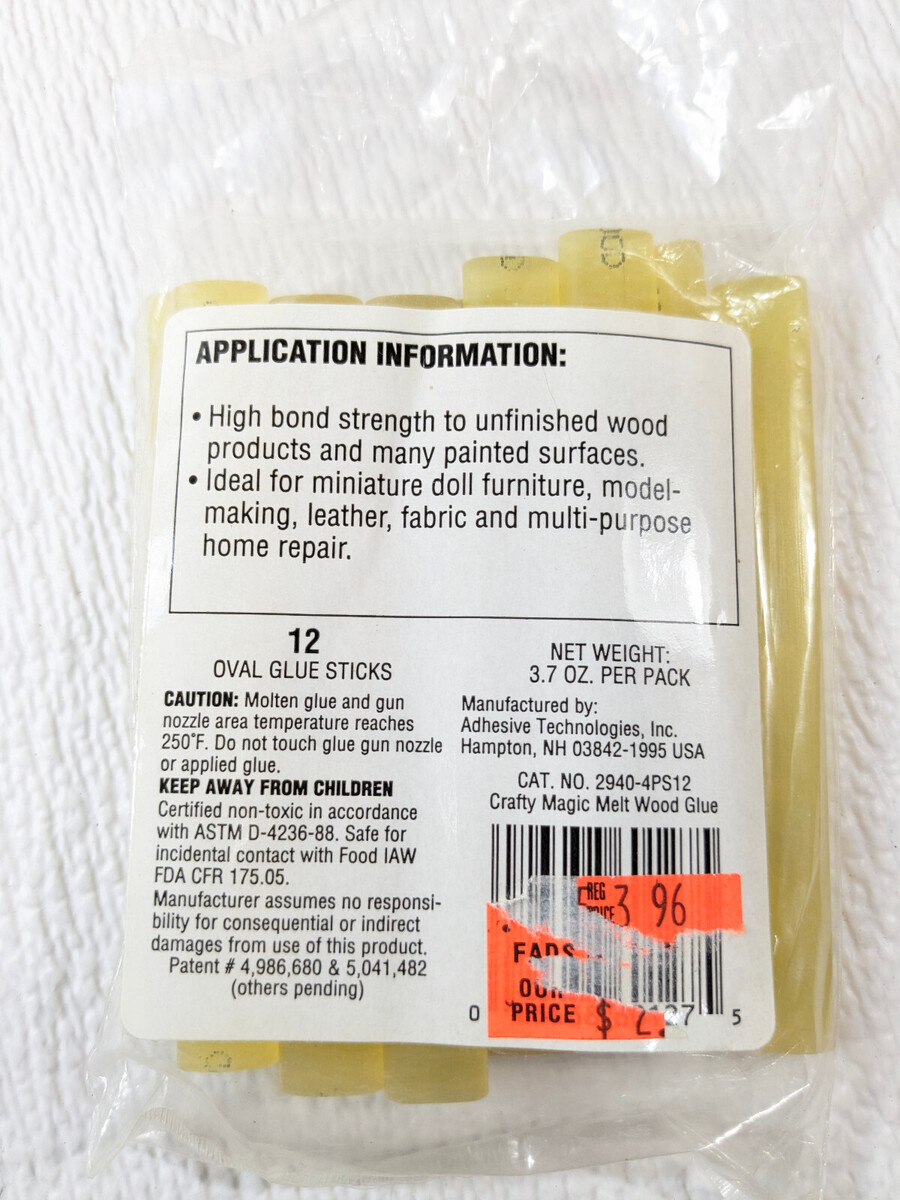 APPLICATION INFORMATION:
• High bond strength to unfinished wood
products and many painted surfaces.
• Ideal for miniature doll furniture, model-
making, leather, fabric and multi-purpose
home repair.
12
OVAL GLUE STICKS
CAUTION: Molten glue and gun
nozzle area temperature reaches
250°F. Do not touch glue gun nozzle
or applied glue.
KEEP AWAY FROM CHILDREN
Certified non-toxic in accordance
with ASTM D-4236-88. Safe for
incidental contact with Food IAW
FDA CFR 175.05.
Manufacturer assumes no responsi-
bility for consequential or indirect
damages from use of this product.
Patent # 4,986,680 & 5,041,482
(others pending)
NET WEIGHT:
3.7 OZ. PER PACK
Manufactured by:
Adhesive Technologies, Inc.
Hampton, NH 03842-1995 USA
CAT. NO. 2940-4PS12
Crafty Magic Melt Wood Glue
REG
PRICE 3 96
OUR
PRICE $ 2.
0 5